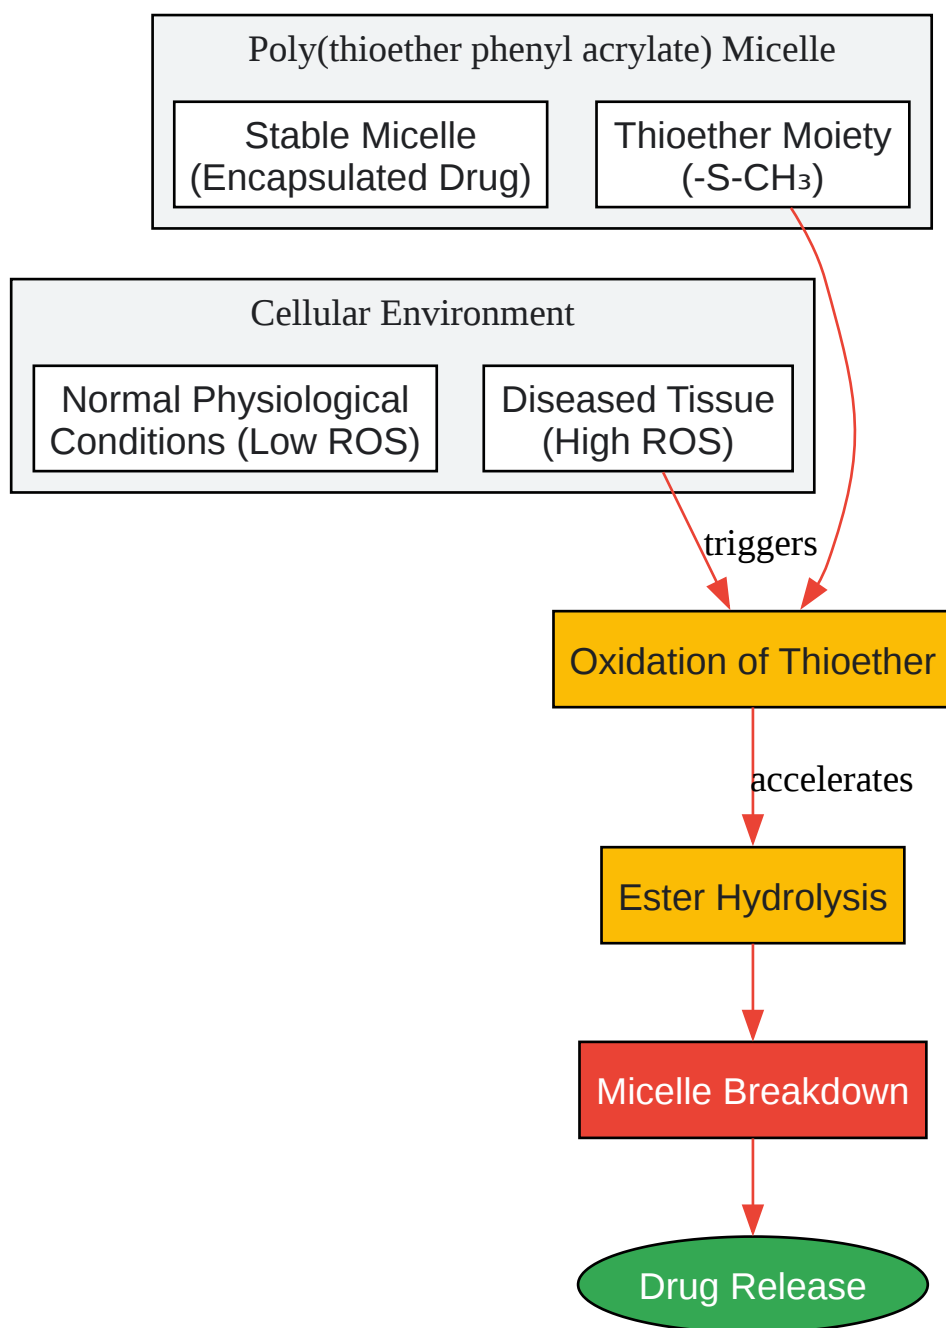 Poly(thioether phenyl acrylate) Micelle
Stable Micelle
(Encapsulated Drug)
Thioether Moiety
(-S-CH₃)
Cellular Environment
Normal Physiological
Conditions (Low ROS)
Diseased Tissue
(High ROS)
triggers
Oxidation of Thioether
accelerates
Ester Hydrolysis
Micelle Breakdown
Drug Release